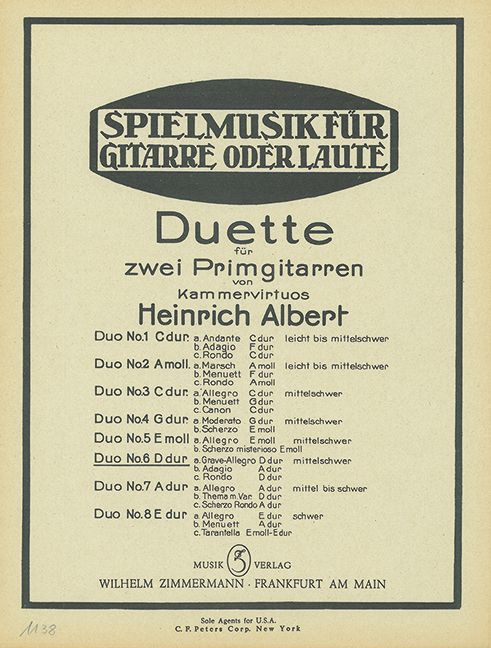 SPIELMUSIK FÜR
GITARRE ODER LAUTE
Duette
für
zwei Primgitarren
von
Kammervirtuos
Heinrich Albert
Duo No.1 C dur a. Andante C dur leicht bis mittelschwer
b. Adagio F dur
c. Rondo C dur
Duo No.2 A moll. a. Marsch A moll leicht bis mittelschwer
b. Menuett F dur
c. Rondo A moll
Duo No.3 C dur. a. Allegro C dur mittelschwer
b. Menuett G dur
c. Canon C dur
Duo No.4 G dur a. Moderato G dur mittelschwer
b. Scherzo E moll
Duo No.5 E moll a. Allegro E moll mittelschwer
b. Scherzo misterioso E moll
Duo No.6 D dur a. Grave-Allegro D dur mittelschwer
b. Adagio A dur
c. Rondo D dur
Duo No.7 A dur a. Allegro A dur mittel bis schwer
b. Thema m. Var. D dur
c. Scherzo Rondo A dur
Duo No.8 E dur a. Allegro E dur schwer
b. Menuett A dur
c. Tarantella E moll-E dur
MUSIK Z VERLAG
WILHELM ZIMMERMANN · FRANKFURT AM MAIN
Sole Agents for U.S.A.
C. F. Peters Corp. New York
1138